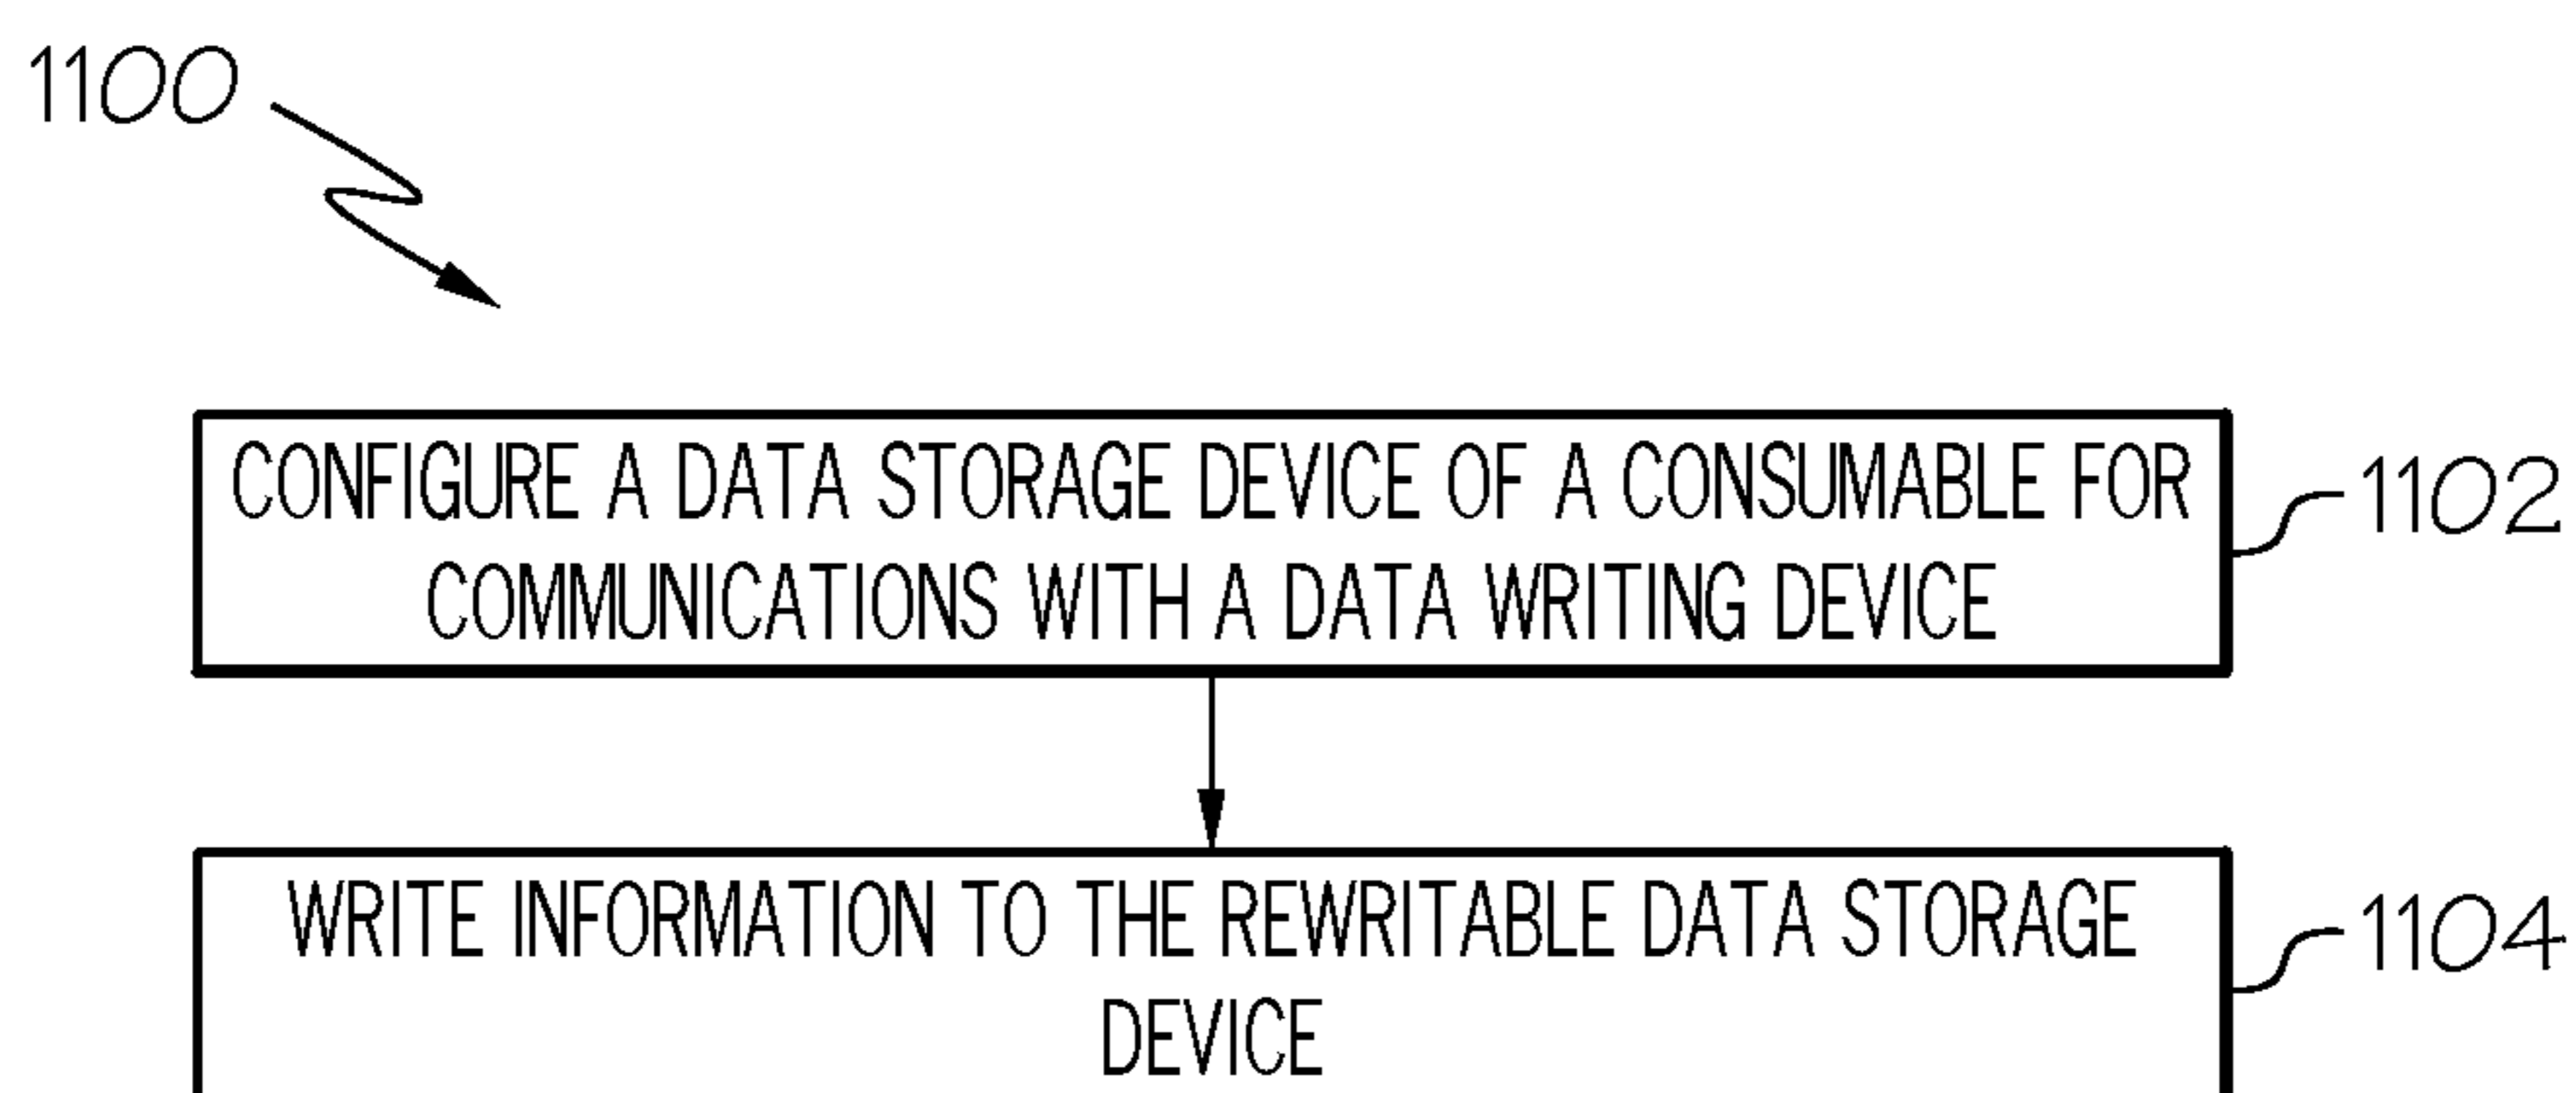 1100
CONFIGURE A DATA STORAGE DEVICE OF A CONSUMABLE FOR
COMMUNICATIONS WITH A DATA WRITING DEVICE
1102
WRITE INFORMATION TO THE REWRITABLE DATA STORAGE
DEVICE
1104